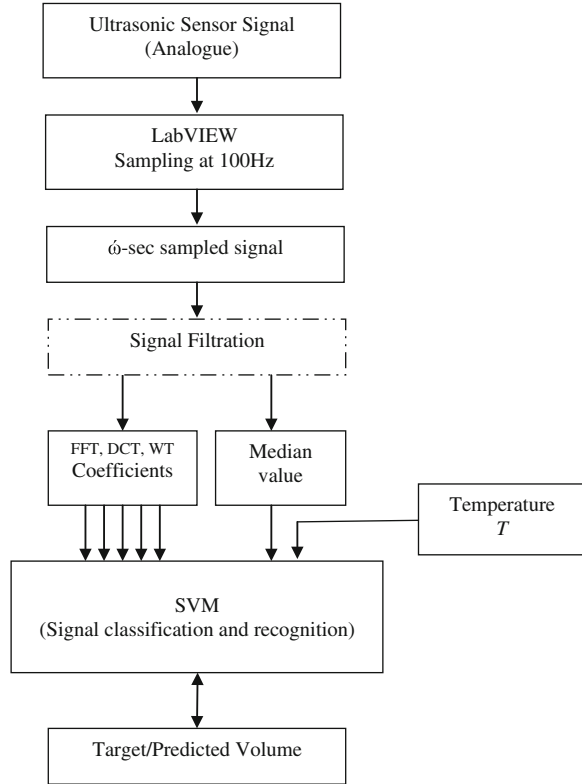 Ultrasonic Sensor Signal
(Analogue)
LabVIEW
Sampling at 100Hz
ώ-sec sampled signal
Signal Filtration
FFT, DCT, WT
Coefficients
Median
value
Temperature
T
SVM
(Signal classification and recognition)
Target/Predicted Volume